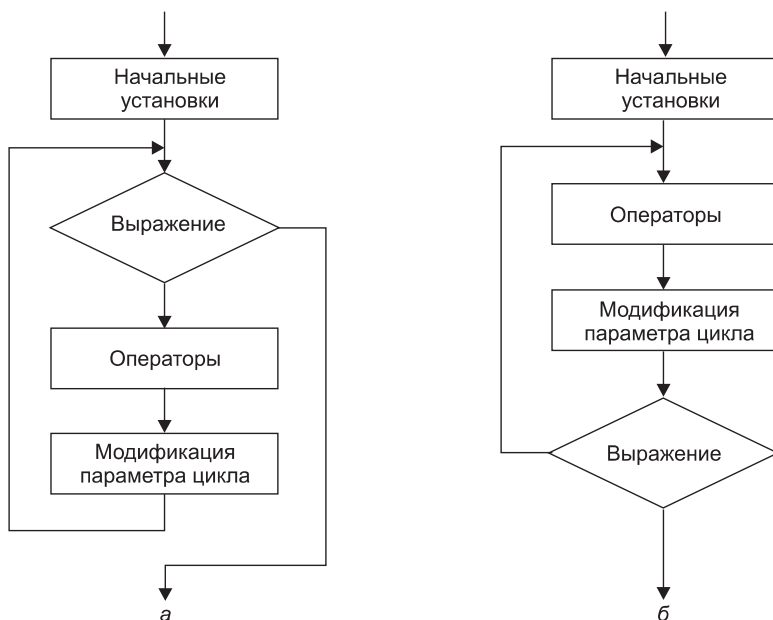 Начальные
установки
Выражение
Операторы
Модификация
параметра цикла
а
Начальные
установки
Операторы
Модификация
параметра цикла
Выражение
б